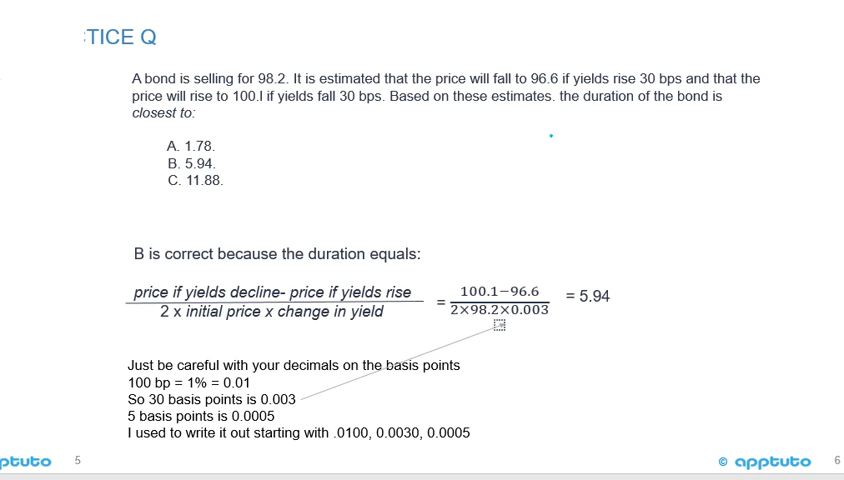 TICE Q
A bond is selling for 98.2. It is estimated that the price will fall to 96.6 if yields rise 30 bps and that the
price will rise to 100.l if yields fall 30 bps. Based on these estimates. the duration of the bond is
closest to:
A. 1.78.
B. 5.94.
C. 11.88.
B is correct because the duration equals:
price if yields decline- price if yields rise
2 x initial price x change in yield
=
100.1−96.6
2×98.2×0.003
= 5.94
Just be careful with your decimals on the basis points
100 bp = 1% = 0.01
So 30 basis points is 0.003
5 basis points is 0.0005
I used to write it out starting with .0100, 0.0030, 0.0005
ptuto 5
© apptuto 6